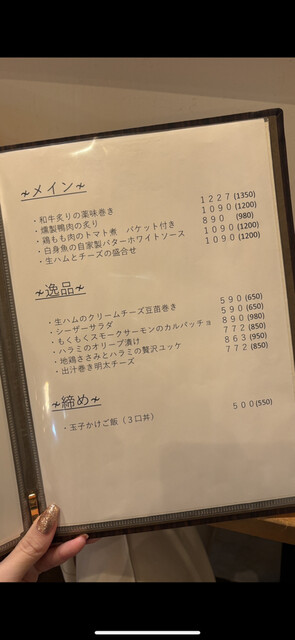 ~メイン~
・和牛炙りの薬味巻き 1227(1350)
・燻製鴨肉の炙り 1090(1200)
・鶏もも肉のトマト煮 バケット付き 890 (980)
・白身魚の自家製バターホワイトソース 1090(1200)
・生ハムとチーズの盛合せ 1090(1200)
~逸品~
・生ハムのクリームチーズ豆苗巻き 590(650)
・シーザーサラダ 590(650)
・もくもくスモークサーモンのカルパッチョ 890(980)
・ハラミのオリーブ漬け 772(850)
・地鶏ささみとハラミの贅沢ユッケ 863(950)
・出汁巻き明太チーズ 772(850)
~締め~
・玉子かけご飯（３口丼） 500(550)